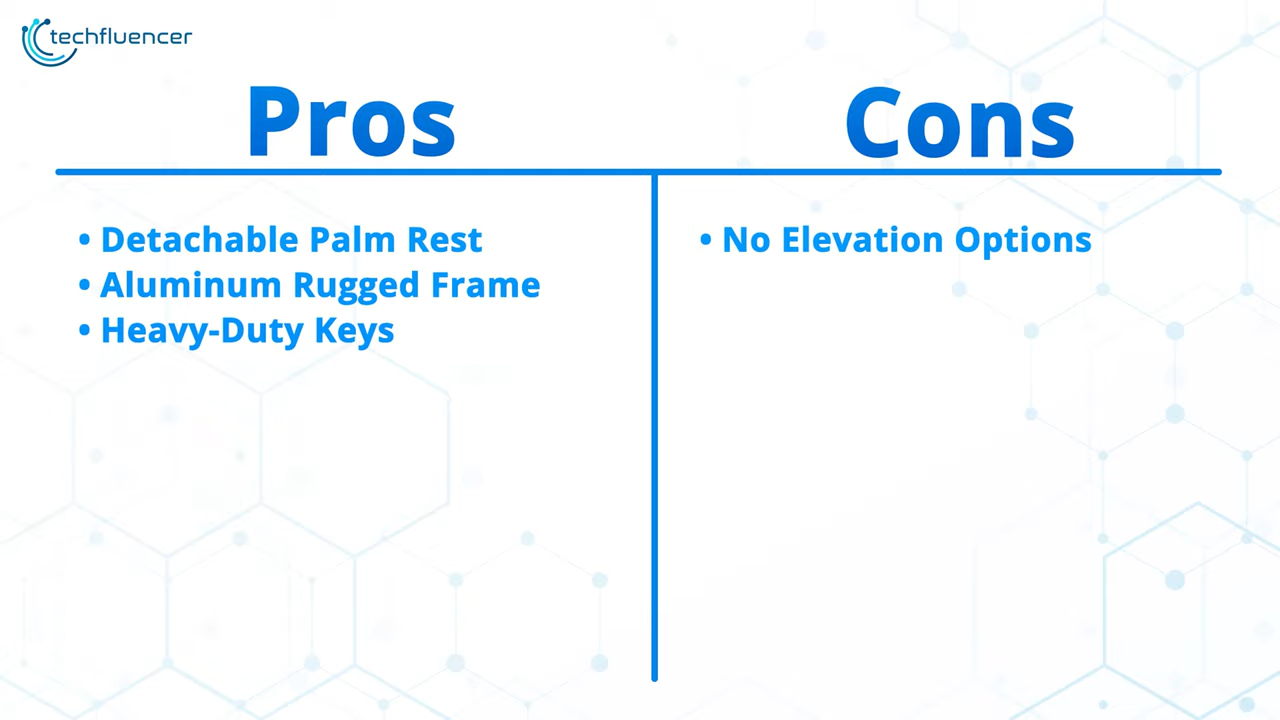 techfluencer
Pros
Cons
• Detachable Palm Rest
• Aluminum Rugged Frame
• Heavy-Duty Keys
• No Elevation Options